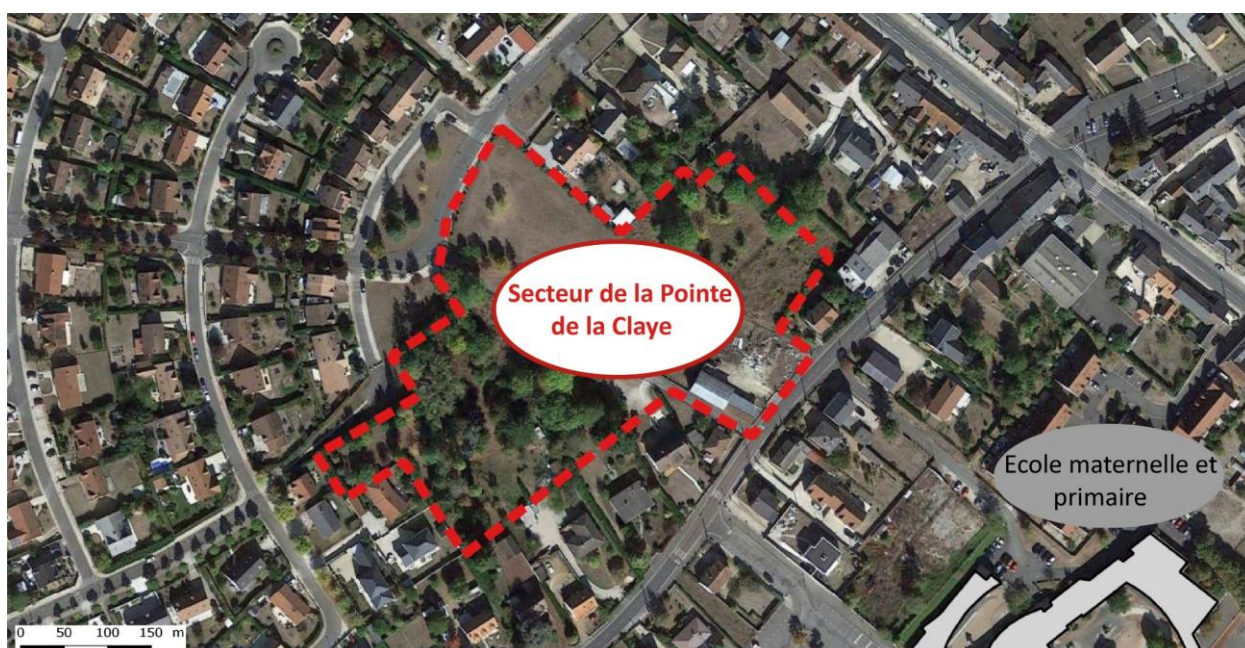 Secteur de la Pointe
de la Claye
Ecole maternelle et
primaire
0 50 100 150 m